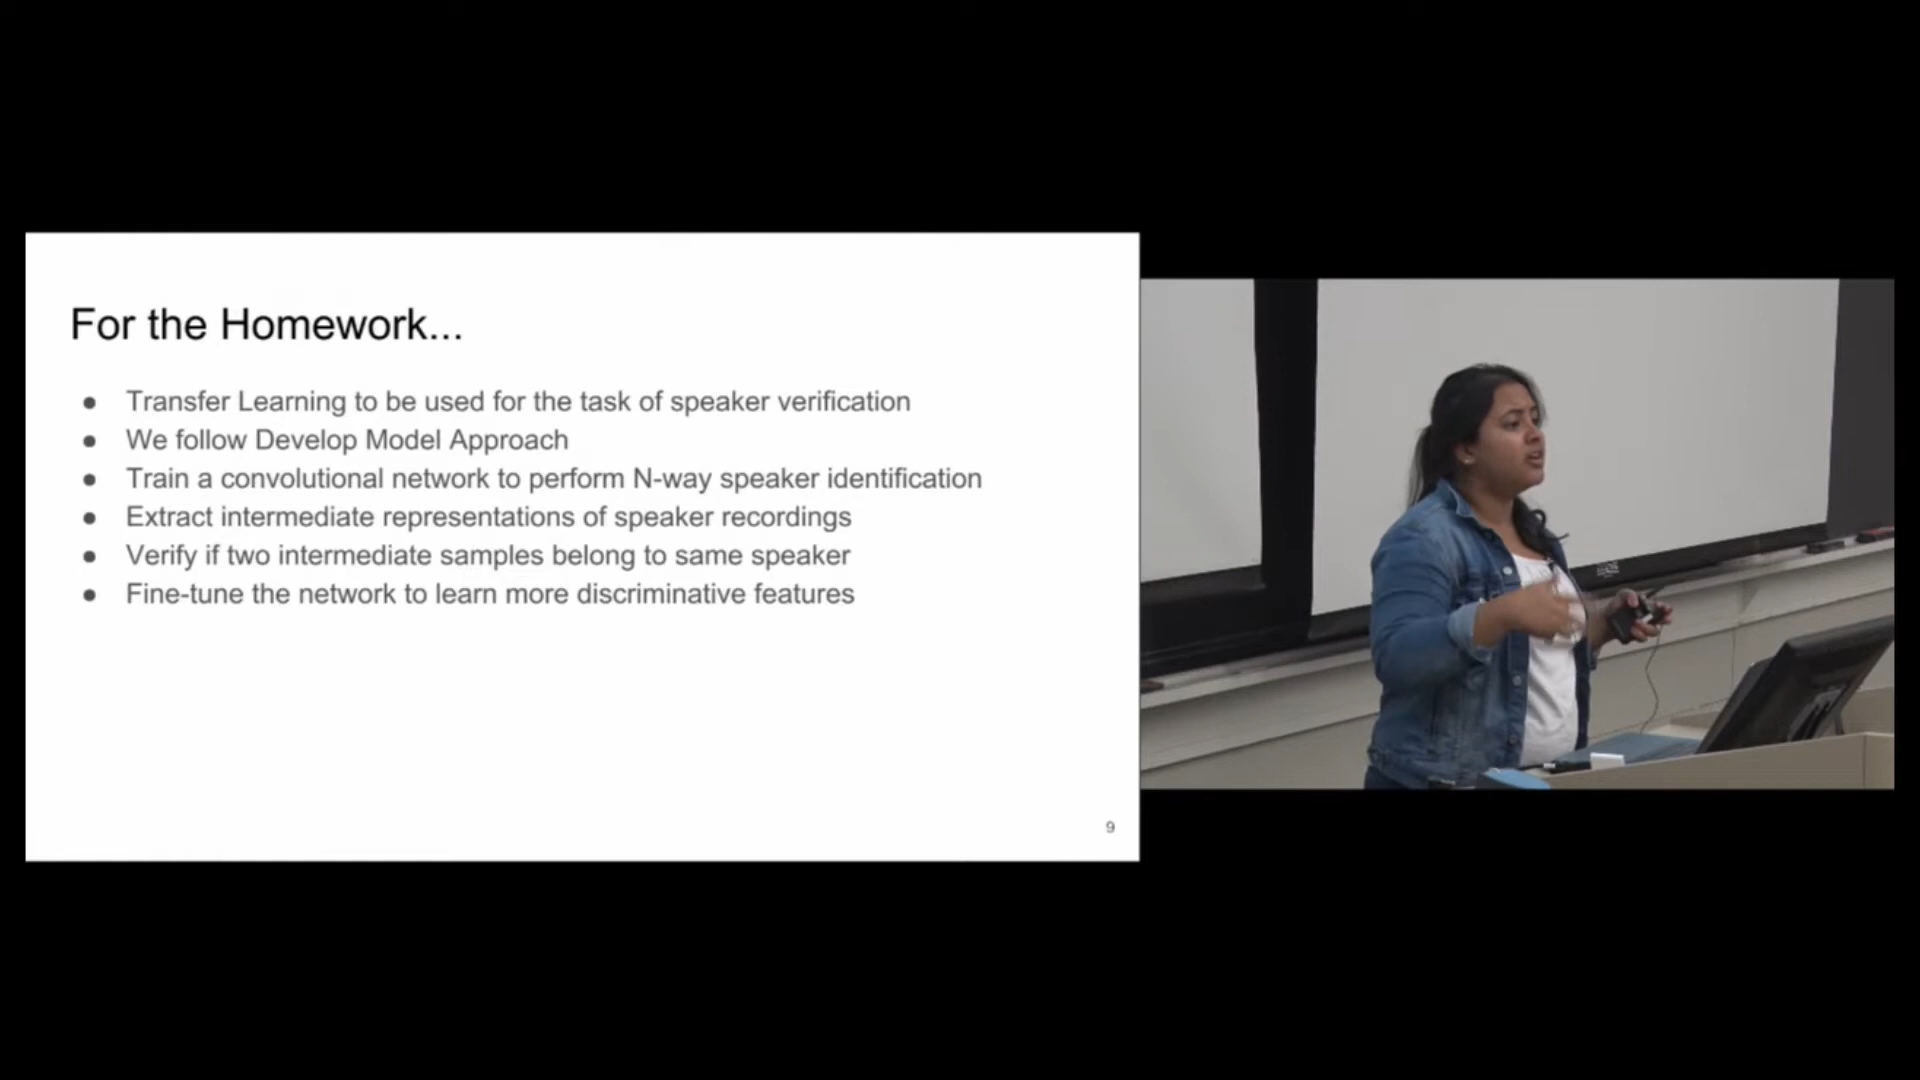 For the Homework...
● Transfer Learning to be used for the task of speaker verification
● We follow Develop Model Approach
● Train a convolutional network to perform N-way speaker identification
● Extract intermediate representations of speaker recordings
● Verify if two intermediate samples belong to same speaker
● Fine-tune the network to learn more discriminative features
9